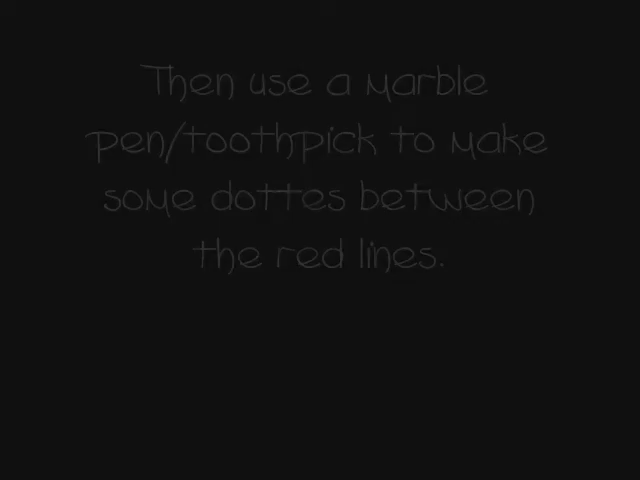 Then use a marble
pen/toothpick to make
some dottes between
the red lines.